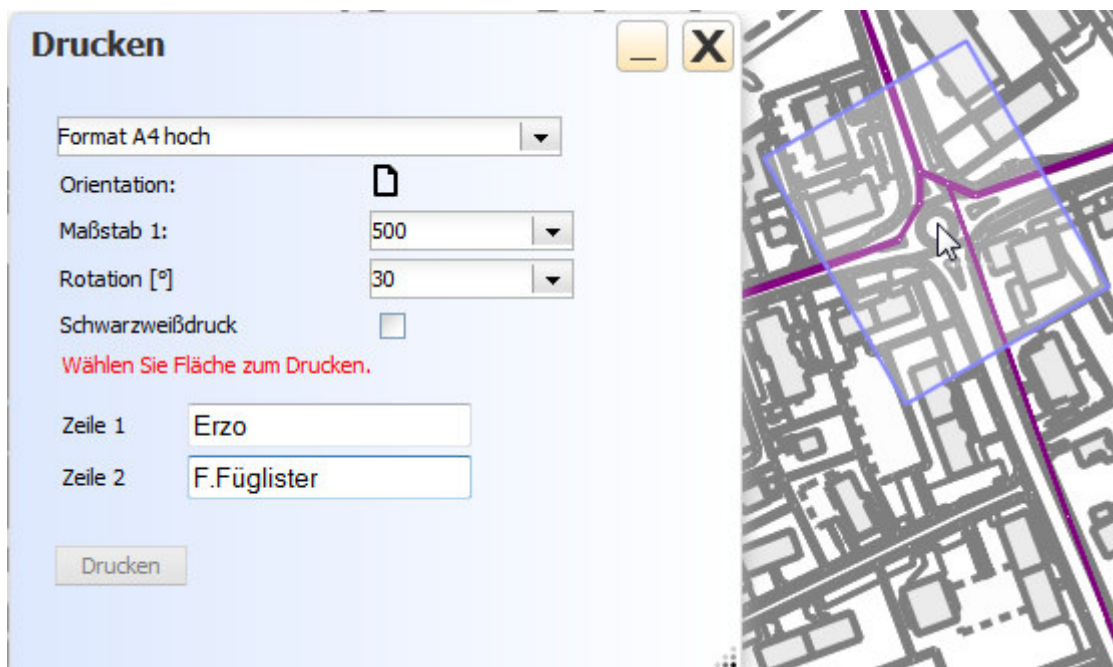 Drucken
Format A4 hoch
Orientation:
Maßstab 1:
500
Rotation [°]
30
Schwarzweißdruck
Wählen Sie Fläche zum Drucken.
Zeile 1
Erzo
Zeile 2
F.Füglister
Drucken